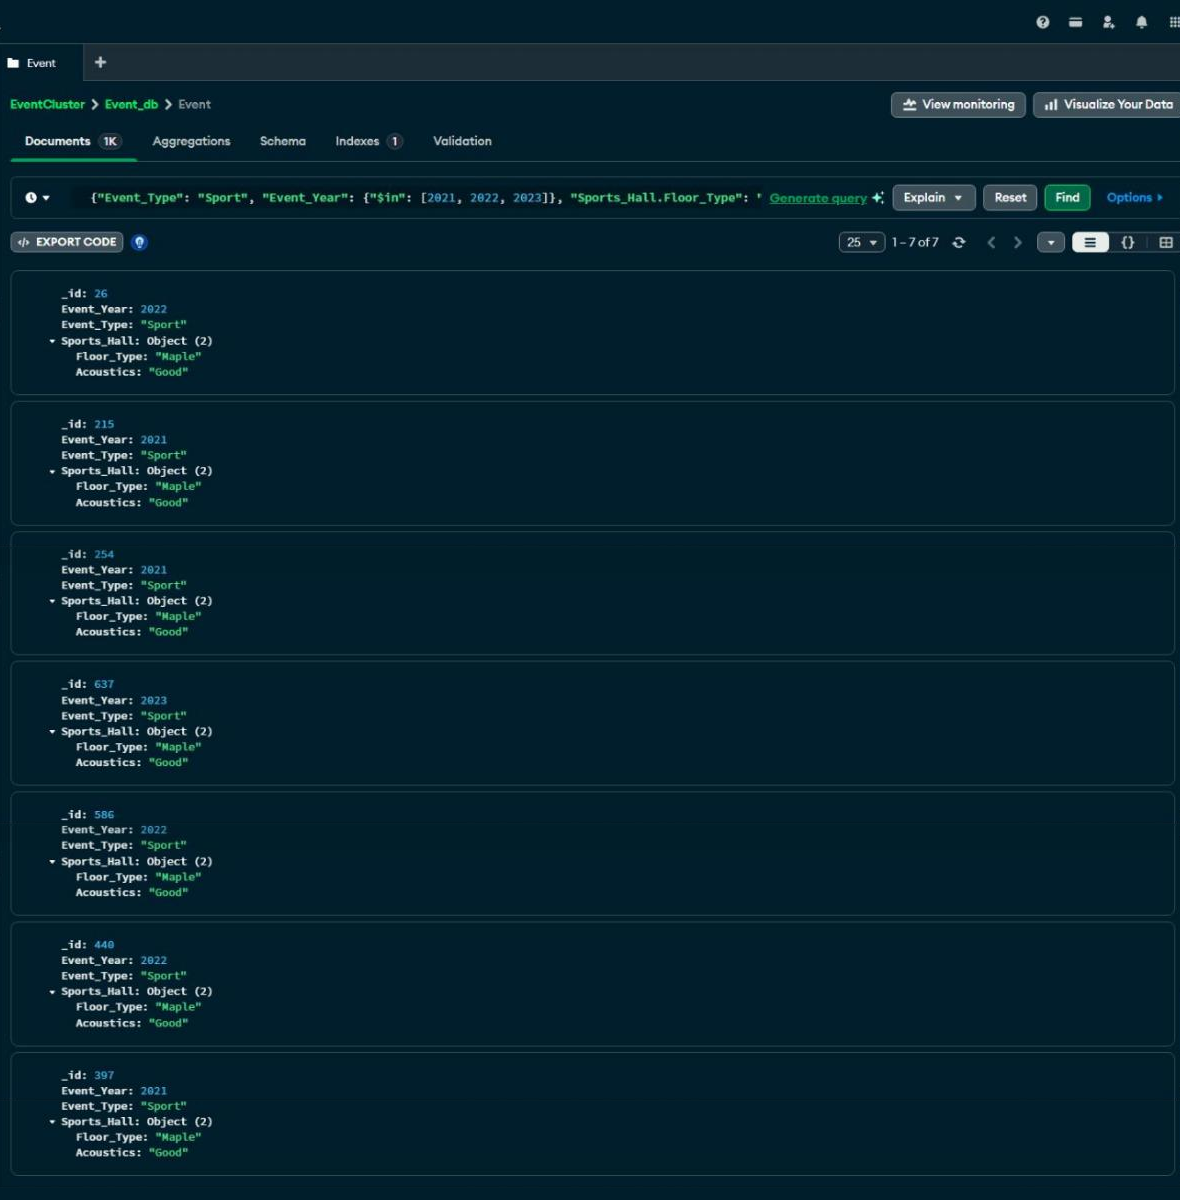 Event
EventCluster > Event_db > Event
View monitoring
Visualize Your Data
Documents 1K Aggregations Schema Indexes 1 Validation
{"Event_Type": "Sport", "Event_Year": {"$in": [2021, 2022, 2023]}, "Sports_Hall.Floor_Type": "
Generate query
Explain
Reset
Find
Options
</> EXPORT CODE
25
1–7 of 7
{}
_id: 26
Event_Year: 2022
Event_Type: "Sport"
Sports_Hall: Object (2)
Floor_Type: "Maple"
Acoustics: "Good"
_id: 215
Event_Year: 2021
Event_Type: "Sport"
Sports_Hall: Object (2)
Floor_Type: "Maple"
Acoustics: "Good"
_id: 254
Event_Year: 2021
Event_Type: "Sport"
Sports_Hall: Object (2)
Floor_Type: "Maple"
Acoustics: "Good"
_id: 637
Event_Year: 2023
Event_Type: "Sport"
Sports_Hall: Object (2)
Floor_Type: "Maple"
Acoustics: "Good"
_id: 586
Event_Year: 2022
Event_Type: "Sport"
Sports_Hall: Object (2)
Floor_Type: "Maple"
Acoustics: "Good"
_id: 440
Event_Year: 2022
Event_Type: "Sport"
Sports_Hall: Object (2)
Floor_Type: "Maple"
Acoustics: "Good"
_id: 397
Event_Year: 2021
Event_Type: "Sport"
Sports_Hall: Object (2)
Floor_Type: "Maple"
Acoustics: "Good"